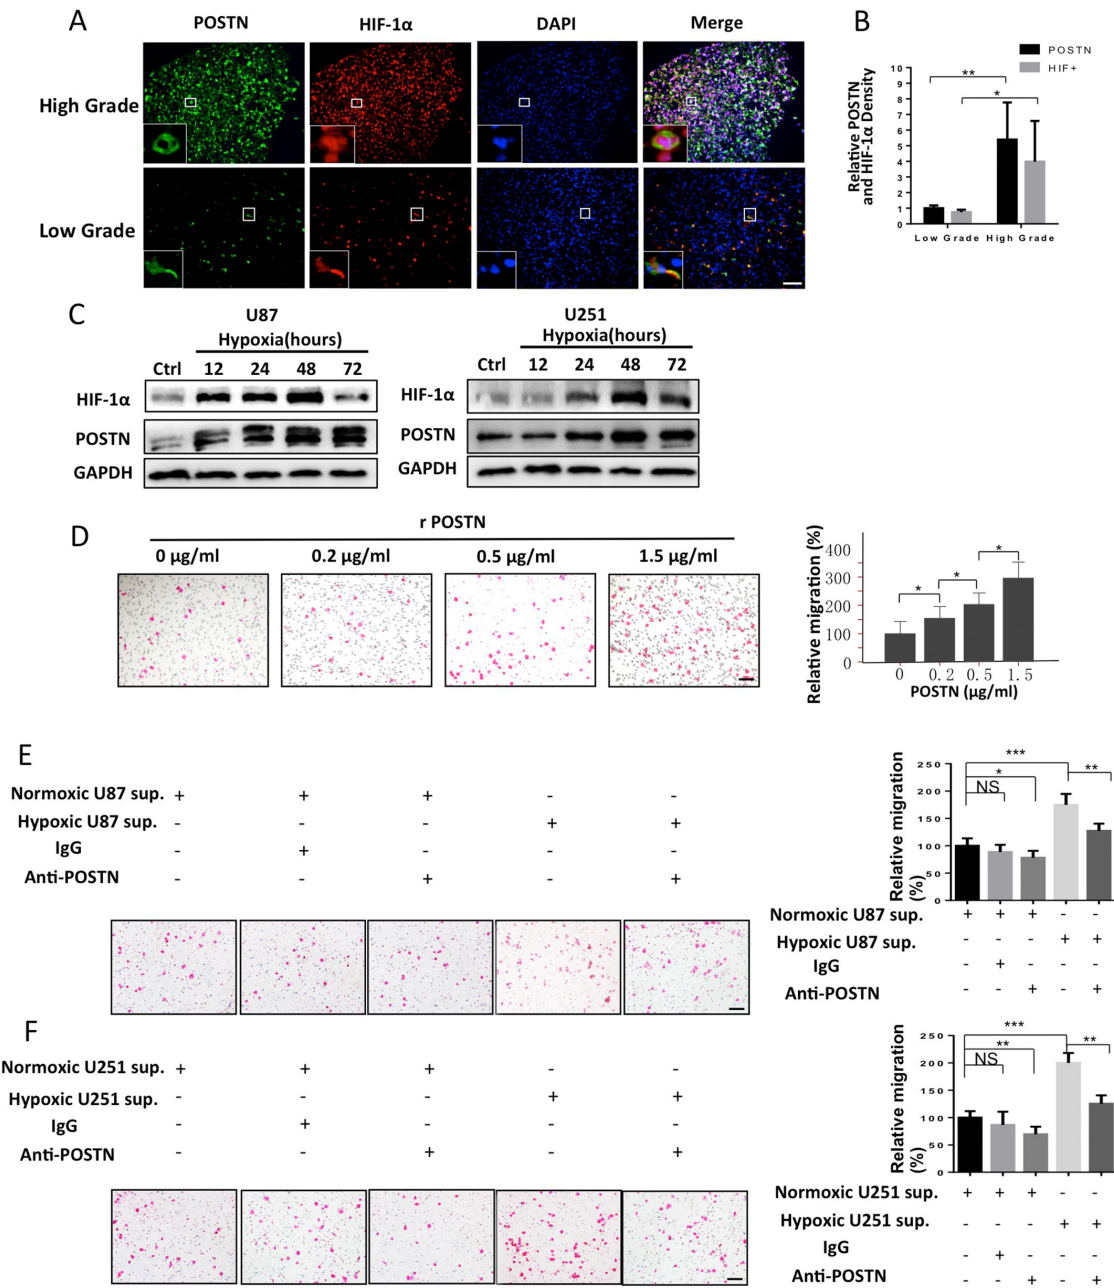 A
POSTN HIF-1α DAPI Merge
High Grade
Low Grade
B
POSTN
HIF+
Relative POSTN
and HIF-1α Density
10
9
8
7
6
5
4
3
2
1
0
**
*
Low Grade High Grade
C
U87
Hypoxia(hours)
Ctrl 12 24 48 72
HIF-1α
POSTN
GAPDH
U251
Hypoxia(hours)
Ctrl 12 24 48 72
HIF-1α
POSTN
GAPDH
D
r POSTN
0 µg/ml 0.2 µg/ml 0.5 µg/ml 1.5 µg/ml
Relative migration (%)
400
300
200
100
0
* * *
0 0.2 0.5 1.5
POSTN (µg/ml)
E
Normoxic U87 sup. + + + - -
Hypoxic U87 sup. - - - + +
IgG - + - - -
Anti-POSTN - - + - +
Relative migration
(%)
250
200
150
100
50
0
***
*
NS
**
Normoxic U87 sup. + + + - -
Hypoxic U87 sup. - - - + +
IgG - + - - -
Anti-POSTN - - + - +
F
Normoxic U251 sup. + + + - -
Hypoxic U251 sup. - - - + +
IgG - + - - -
Anti-POSTN - - + - +
Relative migration
(%)
250
200
150
100
50
0
***
**
NS
**
Normoxic U251 sup. + + + - -
Hypoxic U251 sup. - - - + +
IgG - + - - -
Anti-POSTN - - + - +